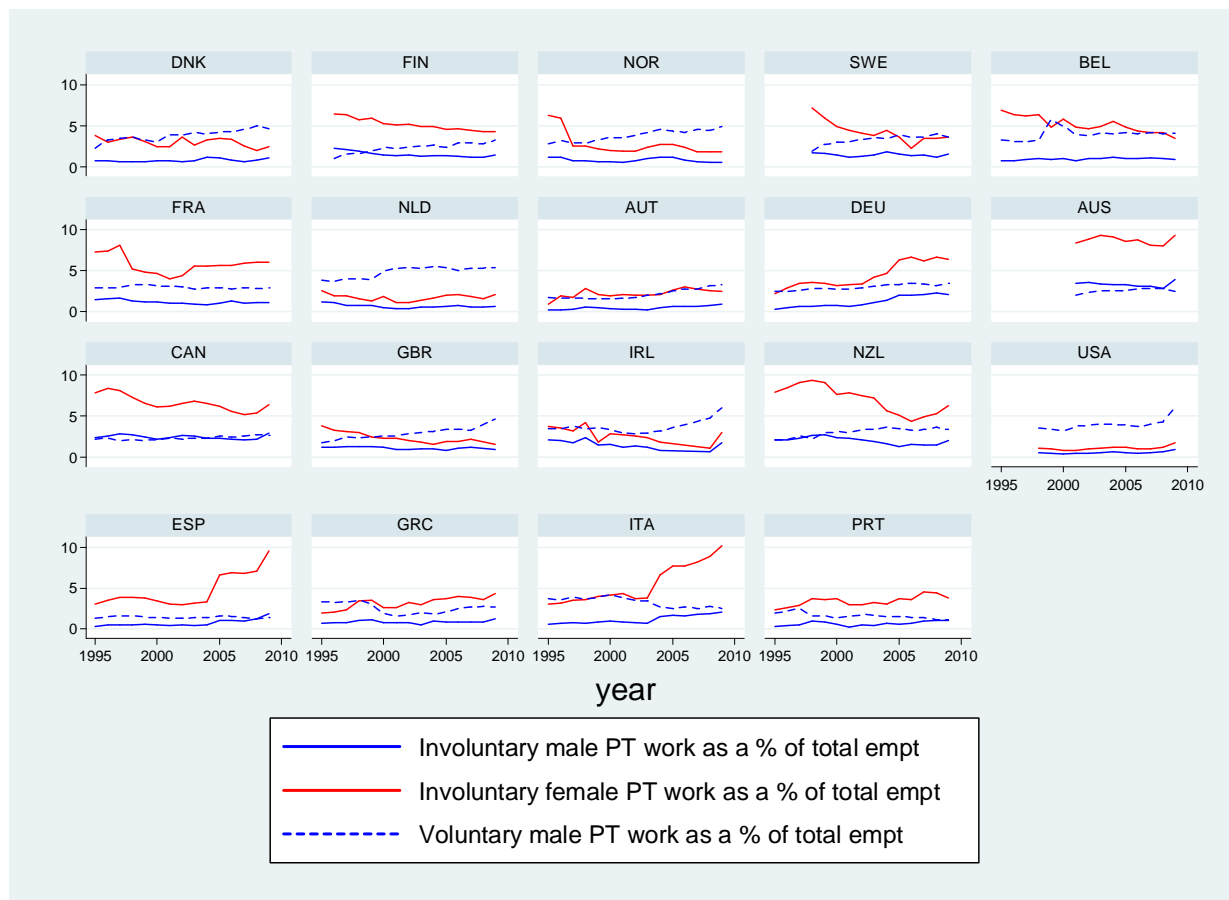 DNK FIN NOR SWE BEL
10
5
0
FRA NLD AUT DEU AUS
10
5
0
CAN GBR IRL NZL USA
10
5
0
1995 2000 2005 2010
ESP GRC ITA PRT
10
5
0
1995 2000 2005 2010 1995 2000 2005 2010 1995 2000 2005 2010 1995 2000 2005 2010
year
Involuntary male PT work as a % of total empt
Involuntary female PT work as a % of total empt
Voluntary male PT work as a % of total empt